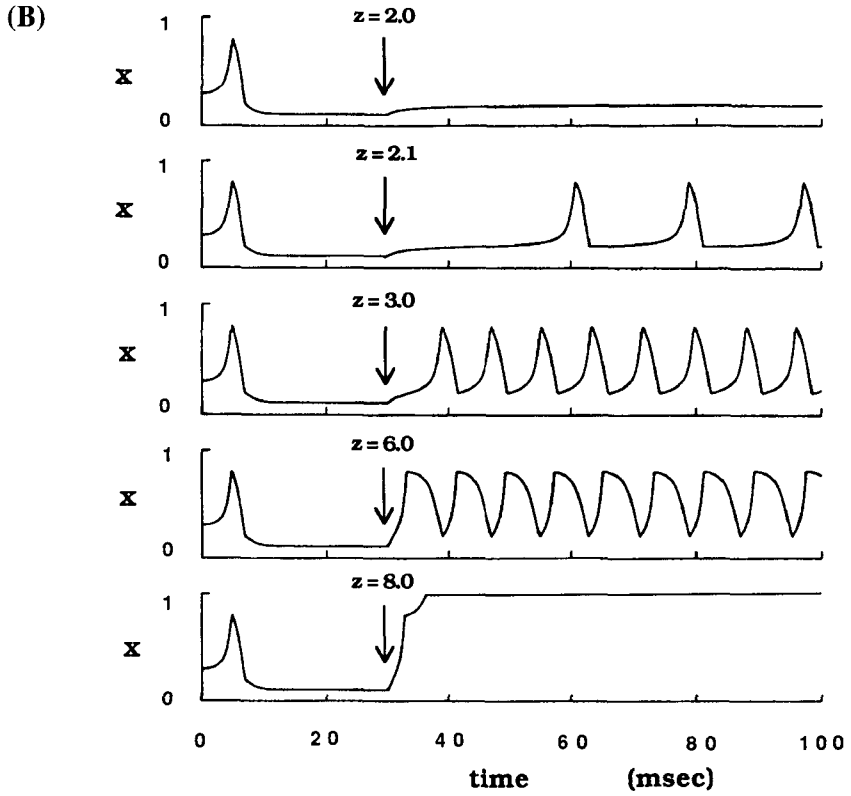 (B)
z = 2.0
1
X
0
z = 2.1
1
X
0
z = 3.0
1
X
0
z = 6.0
1
X
0
z = 8.0
1
X
0
0 20 40 60 80 100
time (msec)